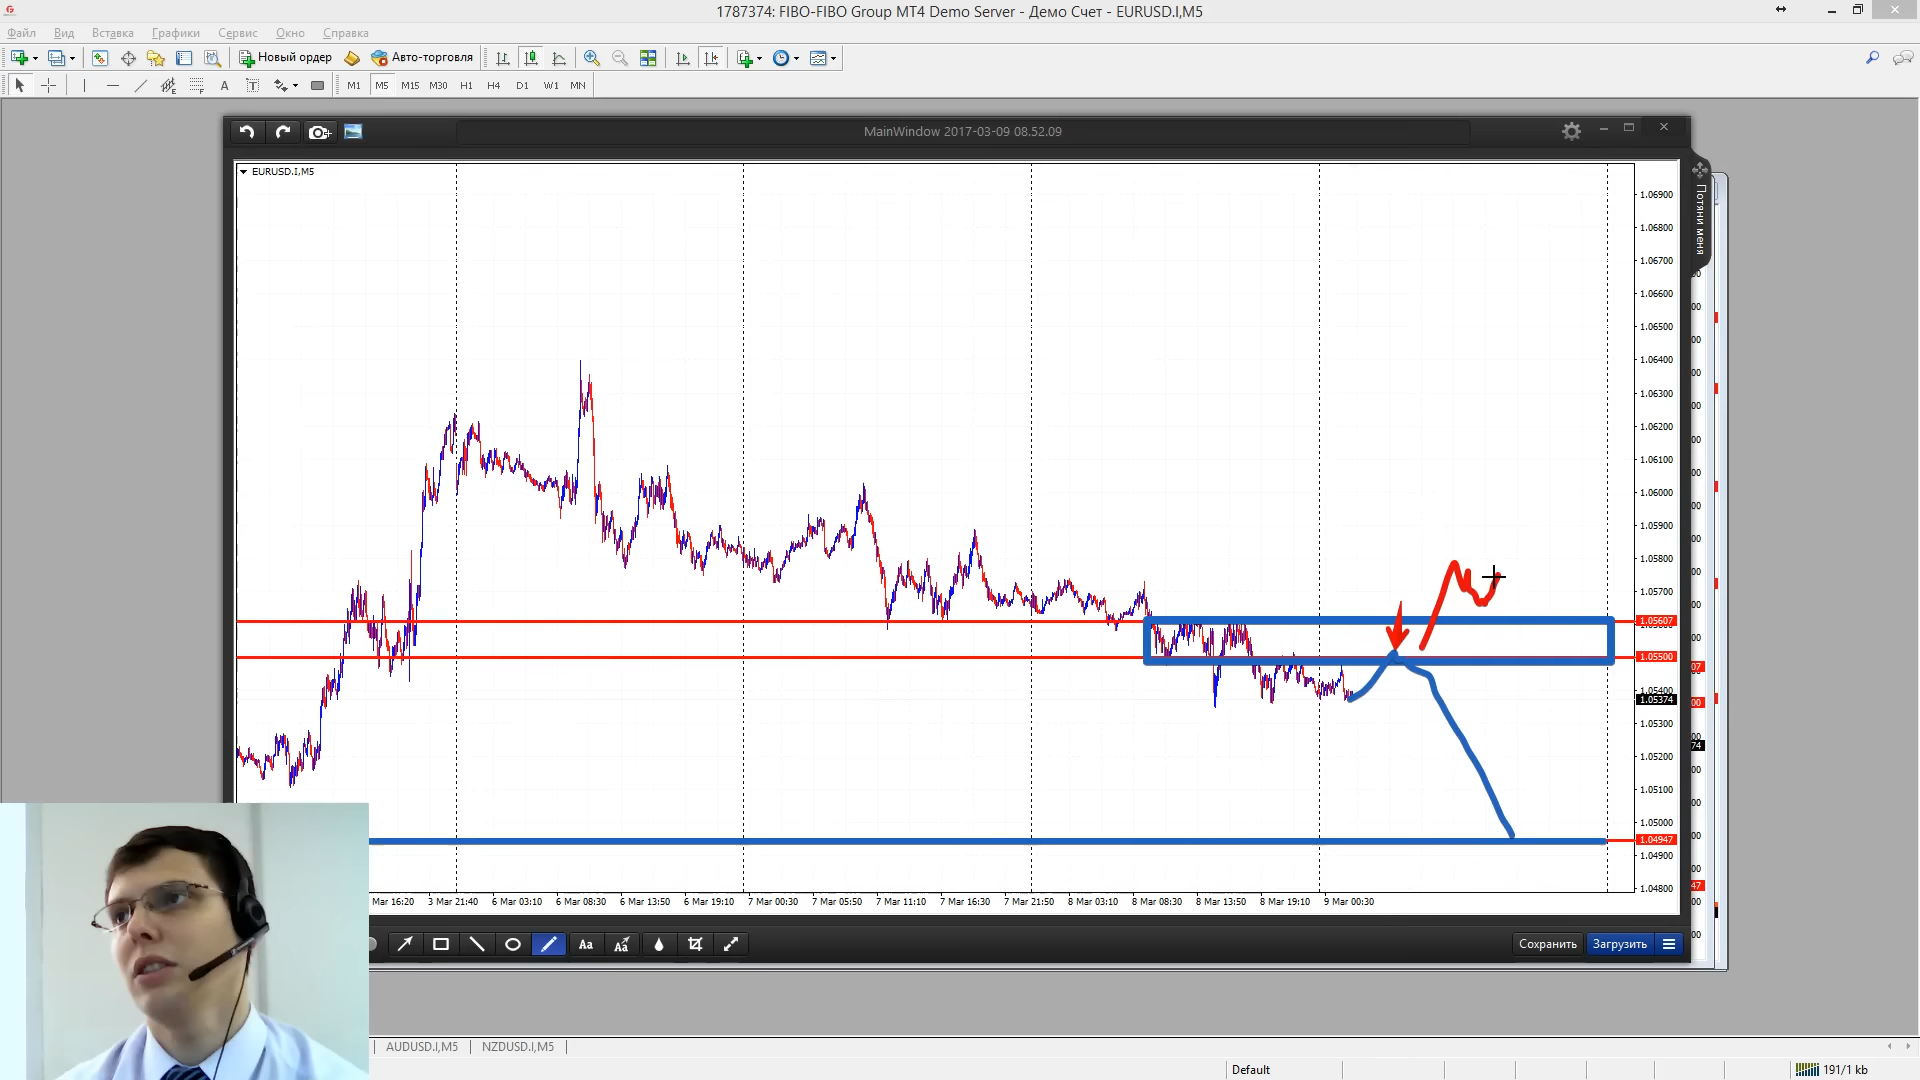 1787374: FIBO-FIBO Group MT4 Demo Server - Демо Счет - EURUSD.I,M5
Файл Вид Вставка Графики Сервис Окно Справка
Новый ордер Авто-торговля
A T M1 M5 M15 M30 H1 H4 D1 W1 MN
MainWindow 2017-03-09 08.52.09
EURUSD.I,M5
Потяни меня
1.06900
1.06800
1.06700
1.06600
1.06500
1.06400
1.06300
1.06200
1.06100
1.06000
1.05900
1.05800
1.05700
1.05607
1.05500
1.05400
1.05374
1.05300
1.05200
1.05100
1.05000
1.04947
1.04900
1.04800
Mar 16:20 3 Mar 21:40 6 Mar 03:10 6 Mar 08:30 6 Mar 13:50 6 Mar 19:10 7 Mar 00:30 7 Mar 05:50 7 Mar 11:10 7 Mar 16:30 7 Mar 21:50 8 Mar 03:10 8 Mar 08:30 8 Mar 13:50 8 Mar 19:10 9 Mar 00:30
Aa Aa Сохранить Загрузить
AUDUSD.I,M5 NZDUSD.I,M5
Default 191/1 kb